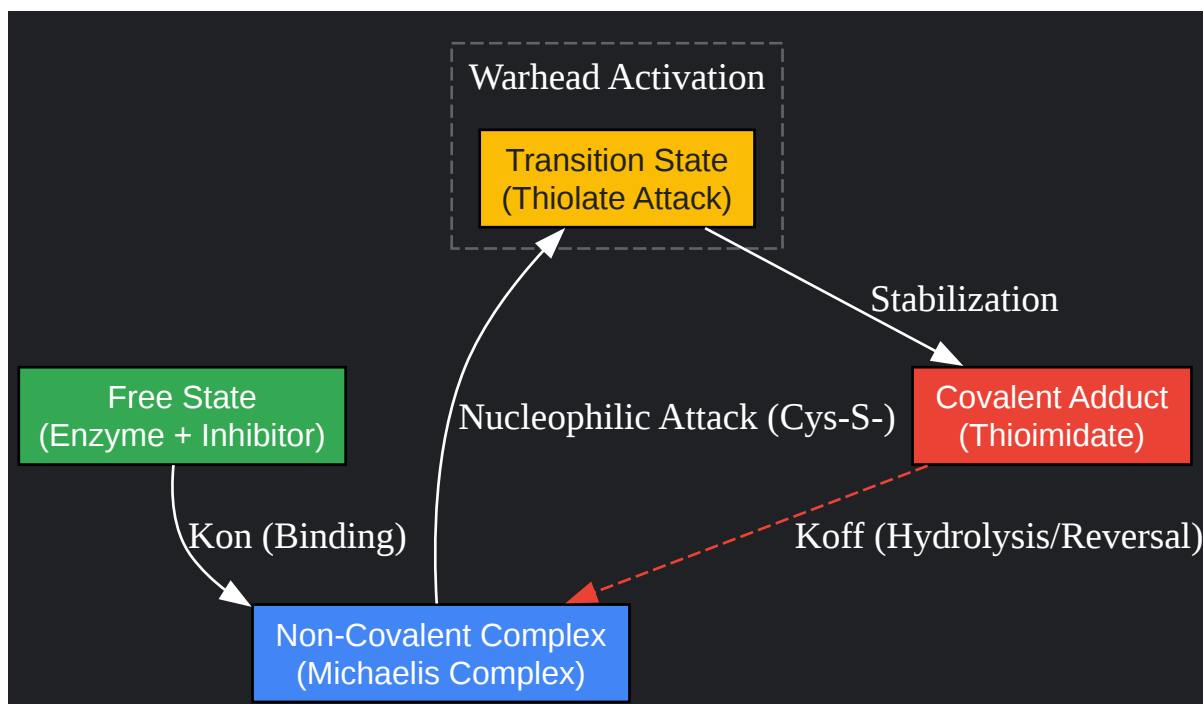 Warhead Activation
Transition State
(Thiolate Attack)
Stabilization
Free State
(Enzyme + Inhibitor)
Nucleophilic Attack (Cys-S-)
Covalent Adduct
(Thioimidate)
Kon (Binding)
Koff (Hydrolysis/Reversal)
Non-Covalent Complex
(Michaelis Complex)